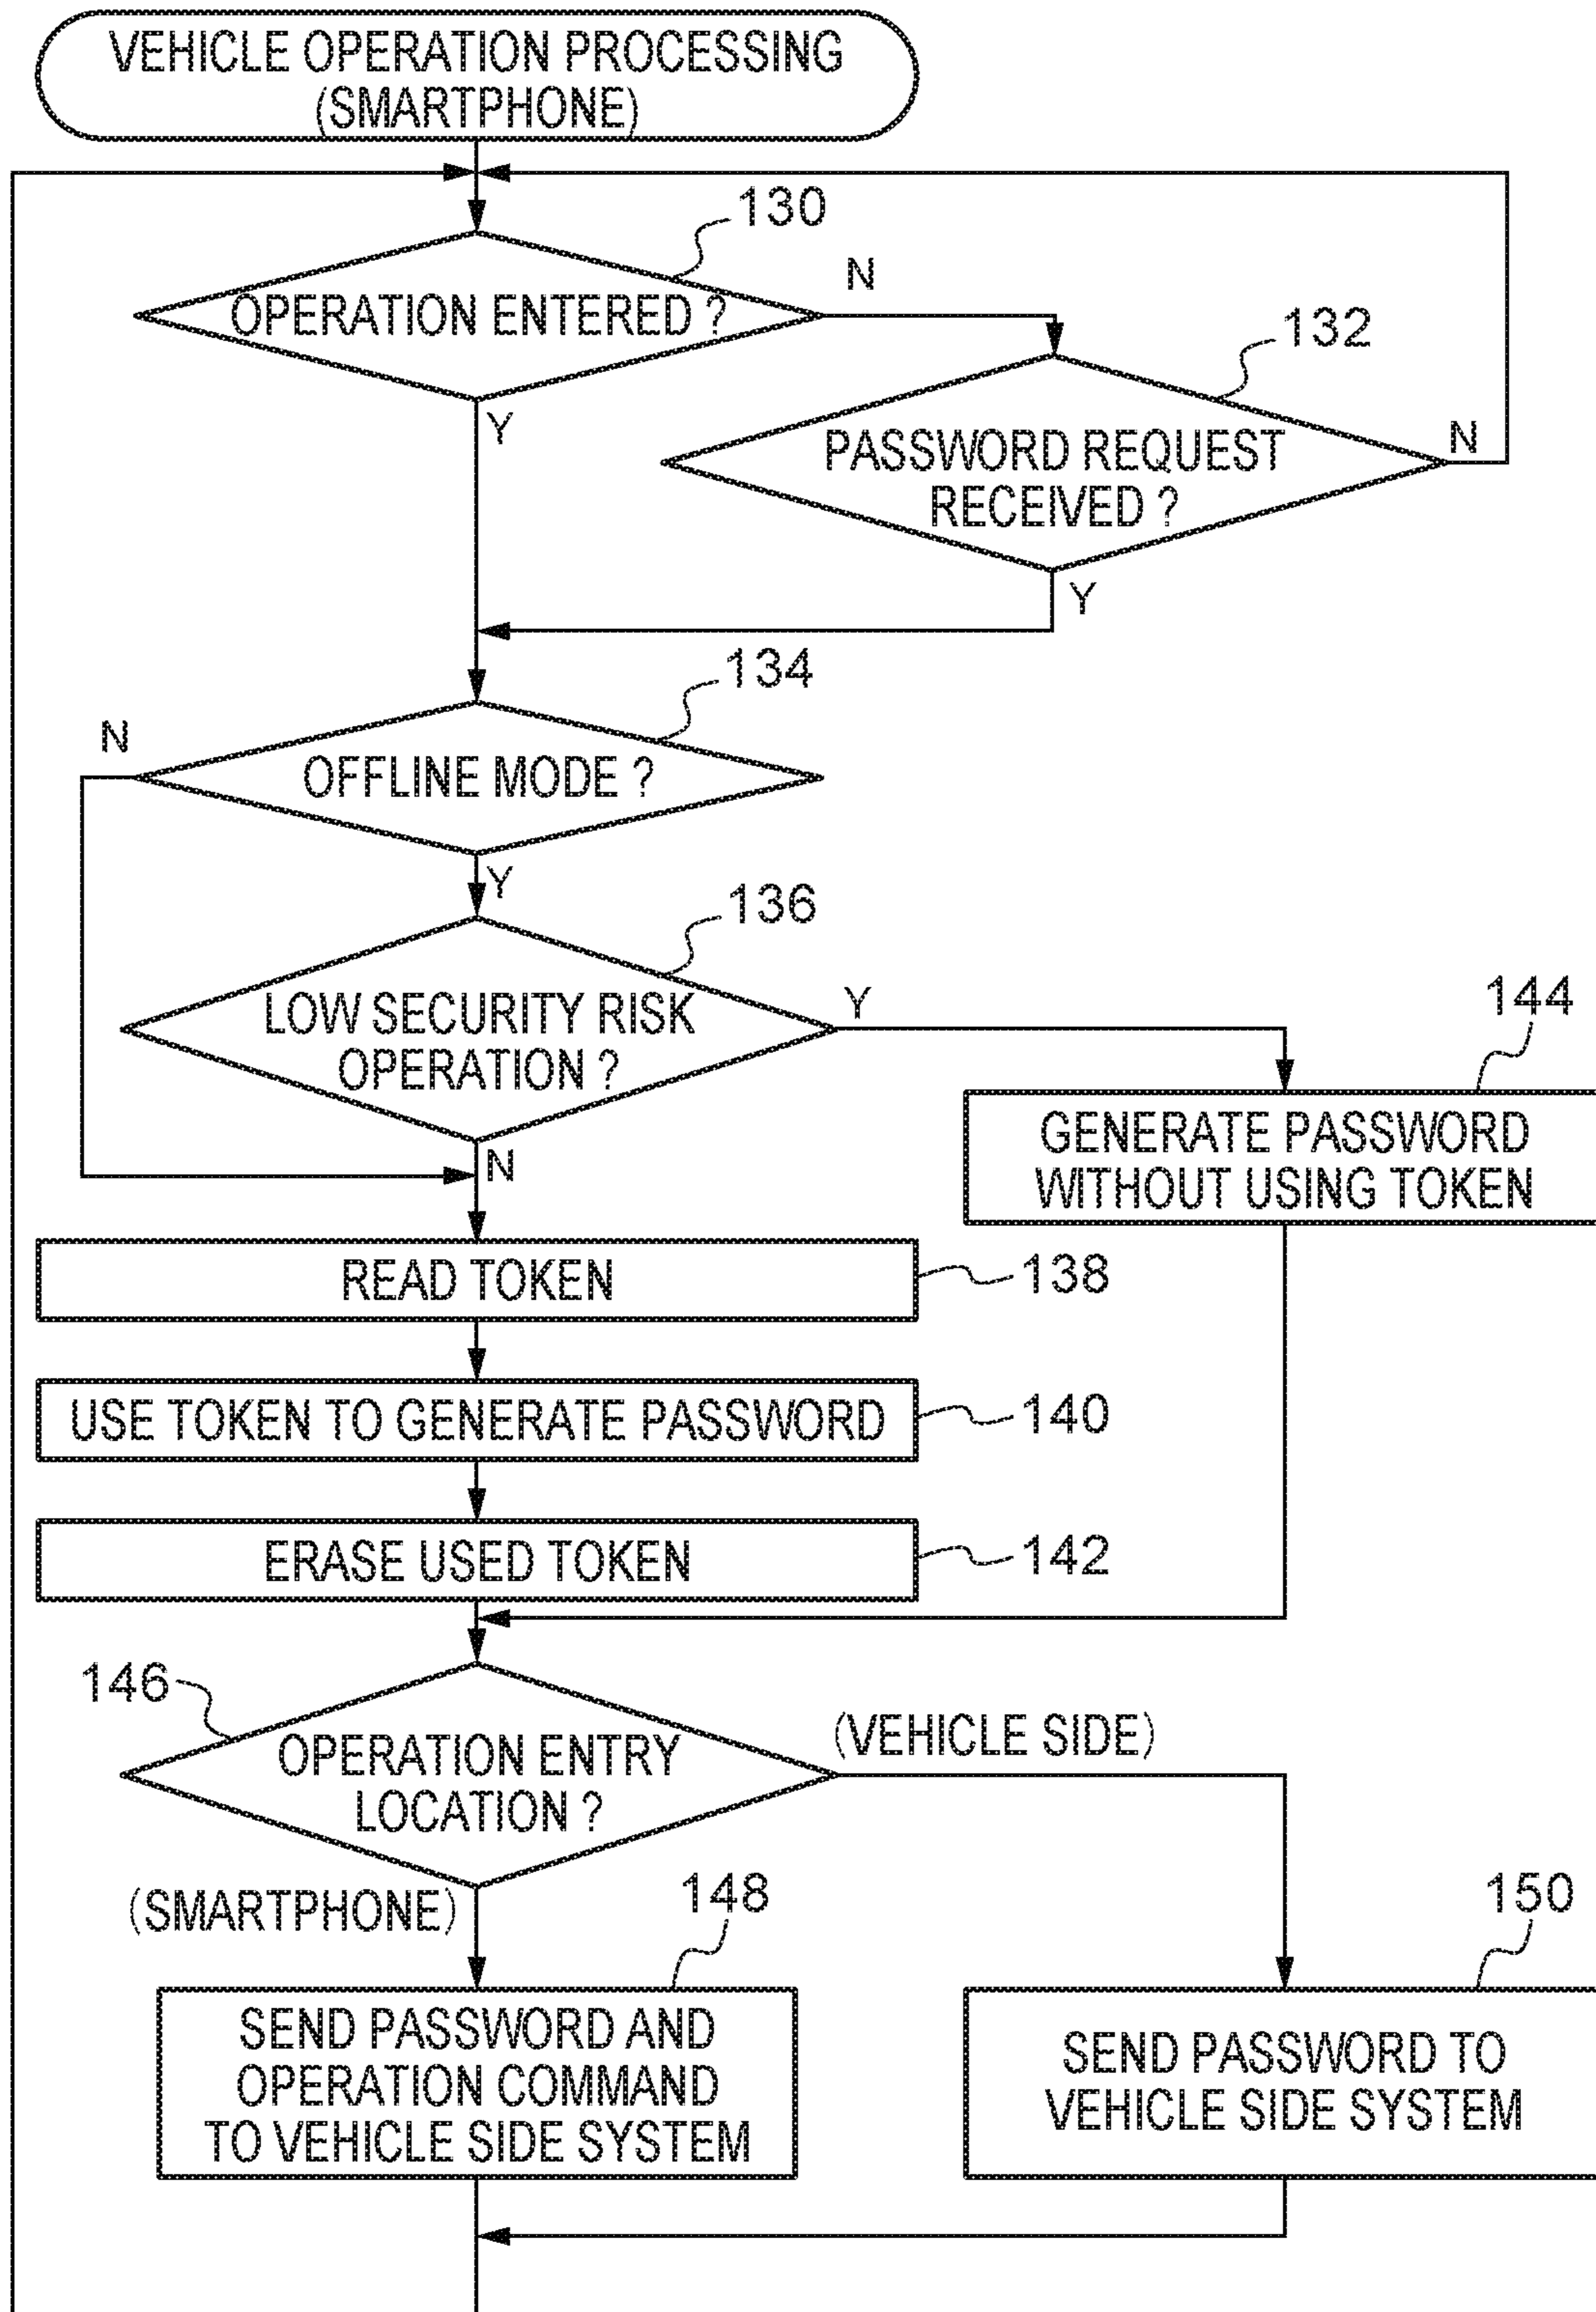 VEHICLE OPERATION PROCESSING
(SMARTPHONE)
130
OPERATION ENTERED ?
N
Y
132
PASSWORD REQUEST
RECEIVED ?
N
Y
134
N
OFFLINE MODE ?
Y
136
LOW SECURITY RISK
OPERATION ?
Y
N
144
GENERATE PASSWORD
WITHOUT USING TOKEN
READ TOKEN
138
USE TOKEN TO GENERATE PASSWORD
140
ERASE USED TOKEN
142
146
OPERATION ENTRY
LOCATION ?
(VEHICLE SIDE)
(SMARTPHONE)
148
SEND PASSWORD AND
OPERATION COMMAND
TO VEHICLE SIDE SYSTEM
150
SEND PASSWORD TO
VEHICLE SIDE SYSTEM